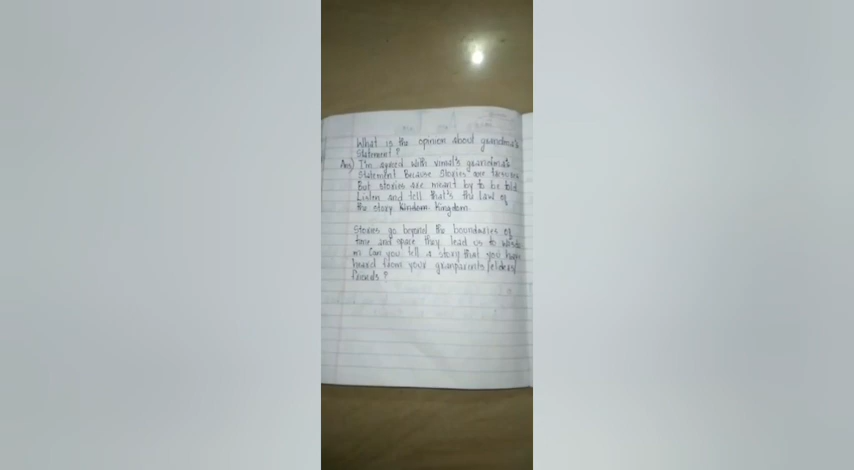 What is the opinion about grandma's
Statement?
Ans) I'm agreed with vimal's grandma's
Statement Because Stories are
But stories are meant by to be told
Listen and tell that's the law of
the story Kindom Kingdom.
Stories go beyond the boundaries of
time and space they lead us to
Can you tell a story that you have
heard from your granparents/elders/
friends?